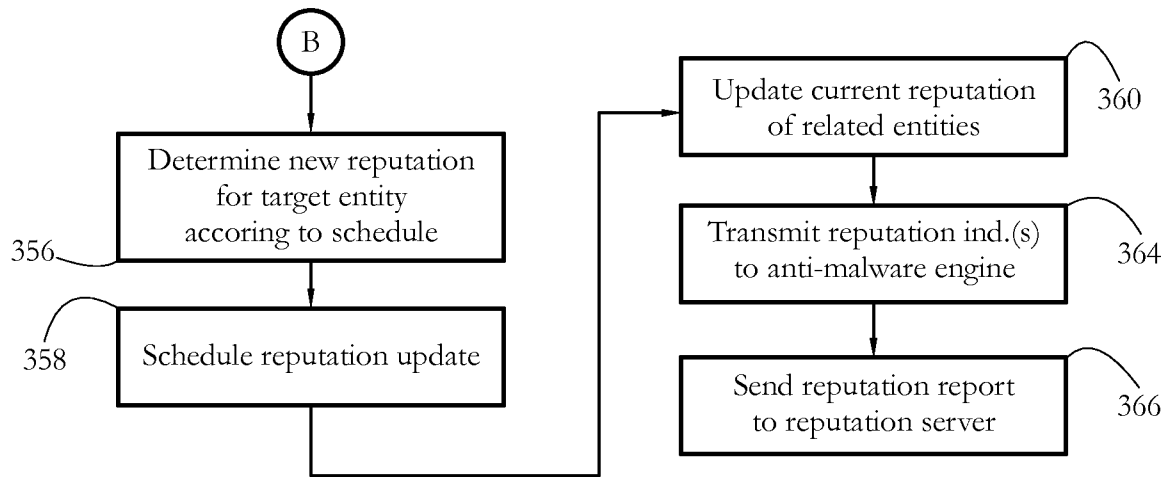 B
Determine new reputation
for target entity
accoring to schedule
356
Schedule reputation update
358
Update current reputation
of related entities
360
Transmit reputation ind.(s)
to anti-malware engine
364
Send reputation report
to reputation server
366